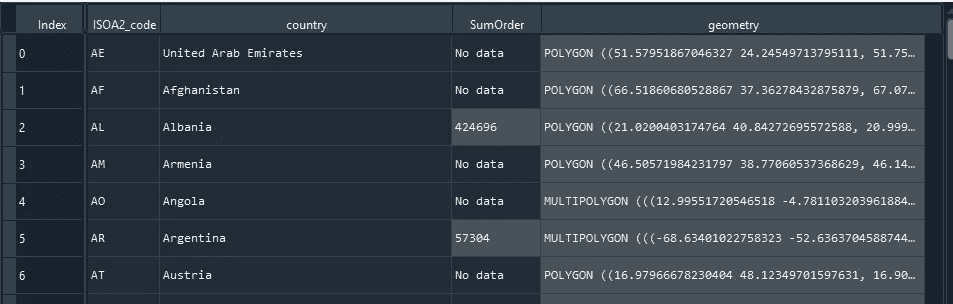 Index ISOA2_code country SumOrder geometry
0 AE United Arab Emirates No data POLYGON ((51.57951867046327 24.24549713795111, 51.75…
1 AF Afghanistan No data POLYGON ((66.51860680528867 37.36278432875879, 67.07…
2 AL Albania 424696 POLYGON ((21.0200403174764 40.84272695572588, 20.999…
3 AM Armenia No data POLYGON ((46.50571984231797 38.77060537368629, 46.14…
4 AO Angola No data MULTIPOLYGON (((12.99551720546518 -4.781103203961884…
5 AR Argentina 57304 MULTIPOLYGON (((-68.63401022758323 -52.6363704588744…
6 AT Austria No data POLYGON ((16.97966678230404 48.12349701597631, 16.90…